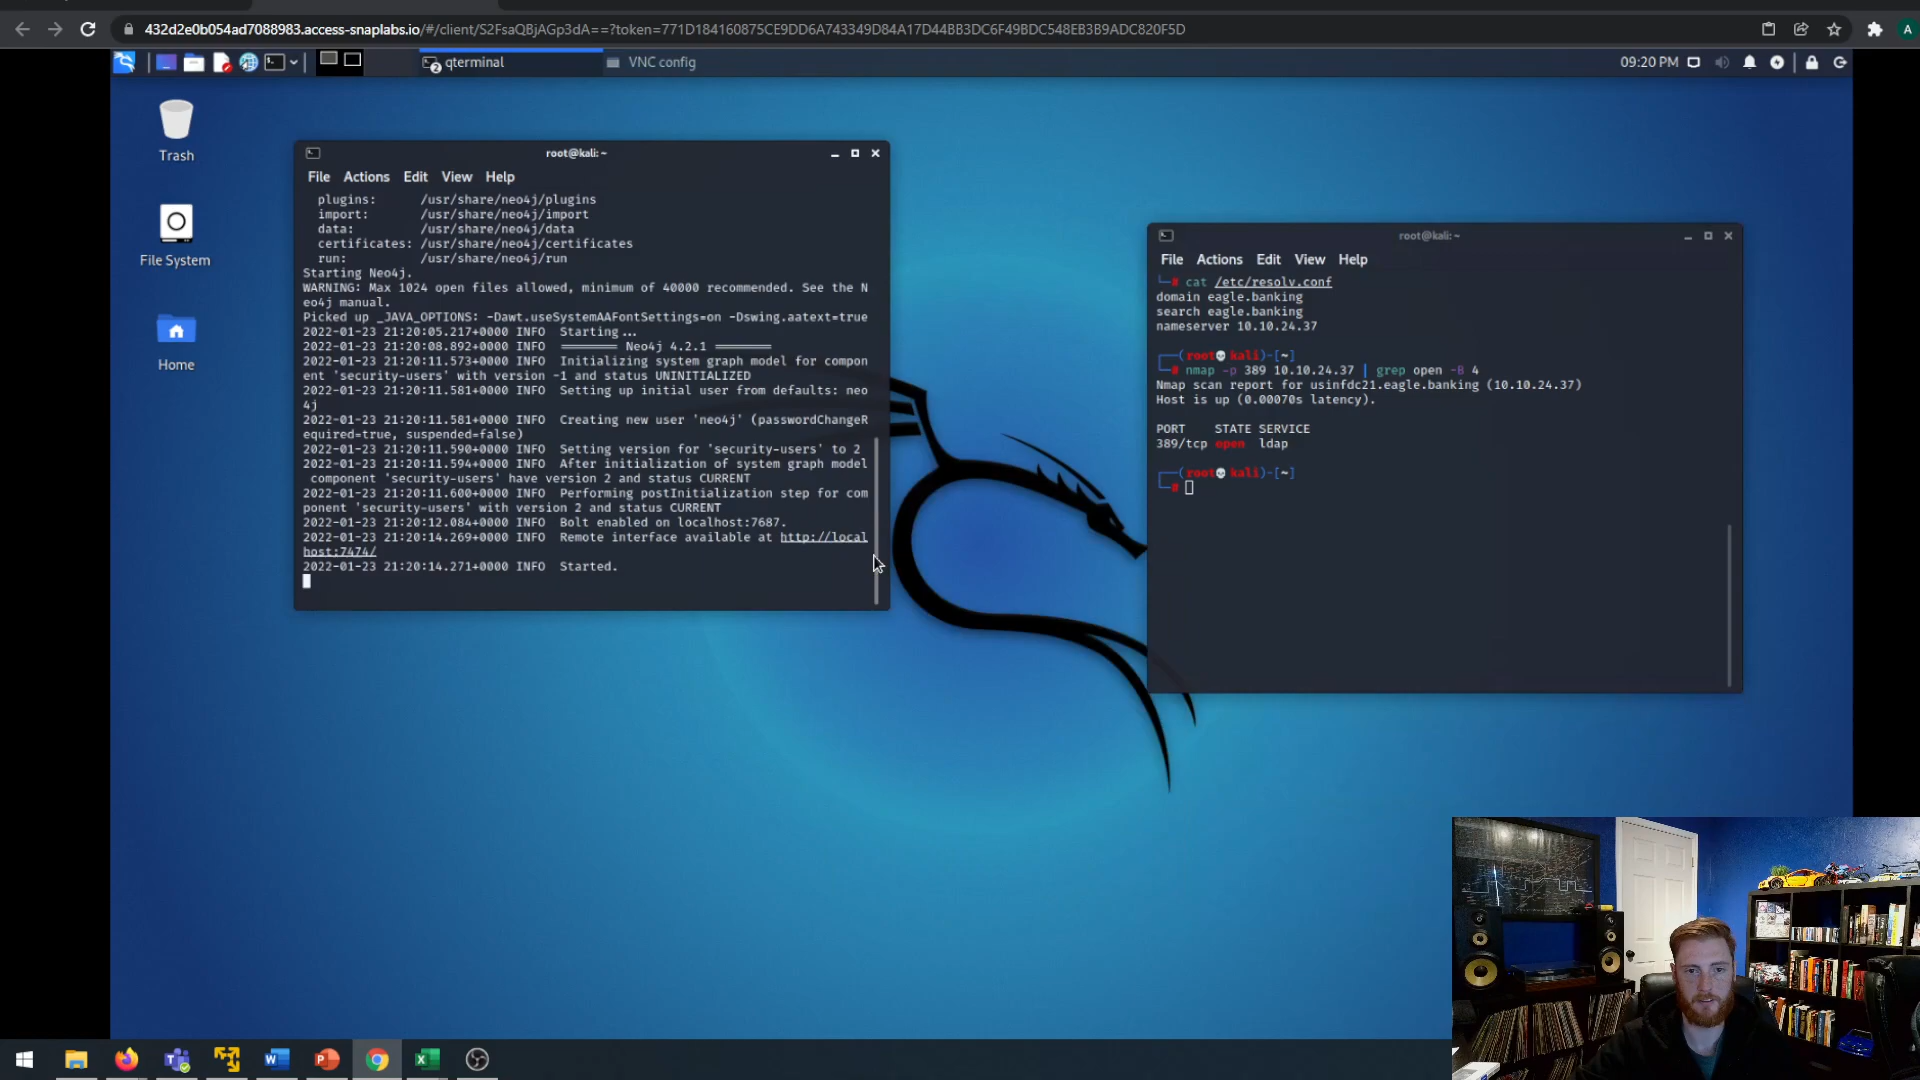 432d2e0b054ad7088983.access-snaplabs.io/#/client/S2FsaQBjAGp3dA==?token=771D184160875CE9DD6A743349D84A17D44BB3DC6F49BDC548EB3B9ADC820F5D
A
2
qterminal
VNC config
09:20 PM
Trash
File System
Home
root@kali:~
File Actions Edit View Help
plugins: /usr/share/neo4j/plugins
import: /usr/share/neo4j/import
data: /usr/share/neo4j/data
certificates: /usr/share/neo4j/certificates
run: /usr/share/neo4j/run
Starting Neo4j.
WARNING: Max 1024 open files allowed, minimum of 40000 recommended. See the N
eo4j manual.
Picked up _JAVA_OPTIONS: -Dawt.useSystemAAFontSettings=on -Dswing.aatext=true
2022-01-23 21:20:05.217+0000 INFO Starting...
2022-01-23 21:20:08.892+0000 INFO ======== Neo4j 4.2.1 ========
2022-01-23 21:20:11.573+0000 INFO Initializing system graph model for compon
ent 'security-users' with version -1 and status UNINITIALIZED
2022-01-23 21:20:11.581+0000 INFO Setting up initial user from defaults: neo
4j
2022-01-23 21:20:11.581+0000 INFO Creating new user 'neo4j' (passwordChangeR
equired=true, suspended=false)
2022-01-23 21:20:11.590+0000 INFO Setting version for 'security-users' to 2
2022-01-23 21:20:11.594+0000 INFO After initialization of system graph model
component 'security-users' have version 2 and status CURRENT
2022-01-23 21:20:11.600+0000 INFO Performing postInitialization step for com
ponent 'security-users' with version 2 and status CURRENT
2022-01-23 21:20:12.084+0000 INFO Bolt enabled on localhost:7687.
2022-01-23 21:20:14.269+0000 INFO Remote interface available at http://local
host:7474/
2022-01-23 21:20:14.271+0000 INFO Started.
root@kali:~
File Actions Edit View Help
└─# cat /etc/resolv.conf
domain eagle.banking
search eagle.banking
nameserver 10.10.24.37
┌──(root💀kali)-[~]
└─# nmap -p 389 10.10.24.37 | grep open -B 4
Nmap scan report for usinfdc21.eagle.banking (10.10.24.37)
Host is up (0.00070s latency).
PORT STATE SERVICE
389/tcp open ldap
┌──(root💀kali)-[~]
└─#